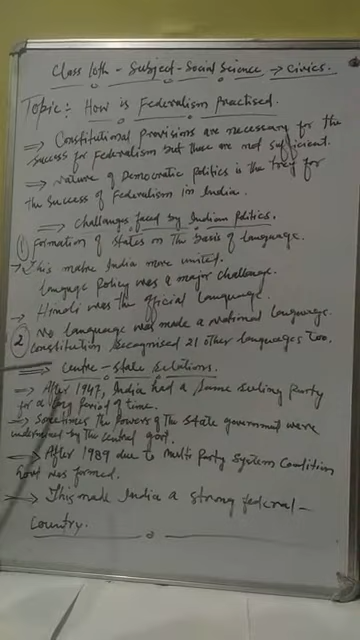 Class 10th - Subject - Social Science → Civics.
Topic: How is Federalism Practised.
⇒ Constitutional provisions are necessary for the
success for Federalism but these are not sufficient.
⇒ Nature of Democratic politics is the key for
the success of Federalism in India.
⇒ Challenges faced by Indian Politics.
① Formation of states on the basis of language.
→ This make India more united.
language Policy was a major challenge.
→ Hindi was the official language.
No language was made a National language.
② Constitution recognised 21 other languages too.
⇒ Centre - State relations.
⇒ After 1947, India had a same ruling party
for a long period of time.
⇒ Sometimes the powers of the state government were
undermined by the central govt.
⇒ After 1989 due to multi party system Coalition
Govt was formed.
⇒ This made India a strong federal -
Country.